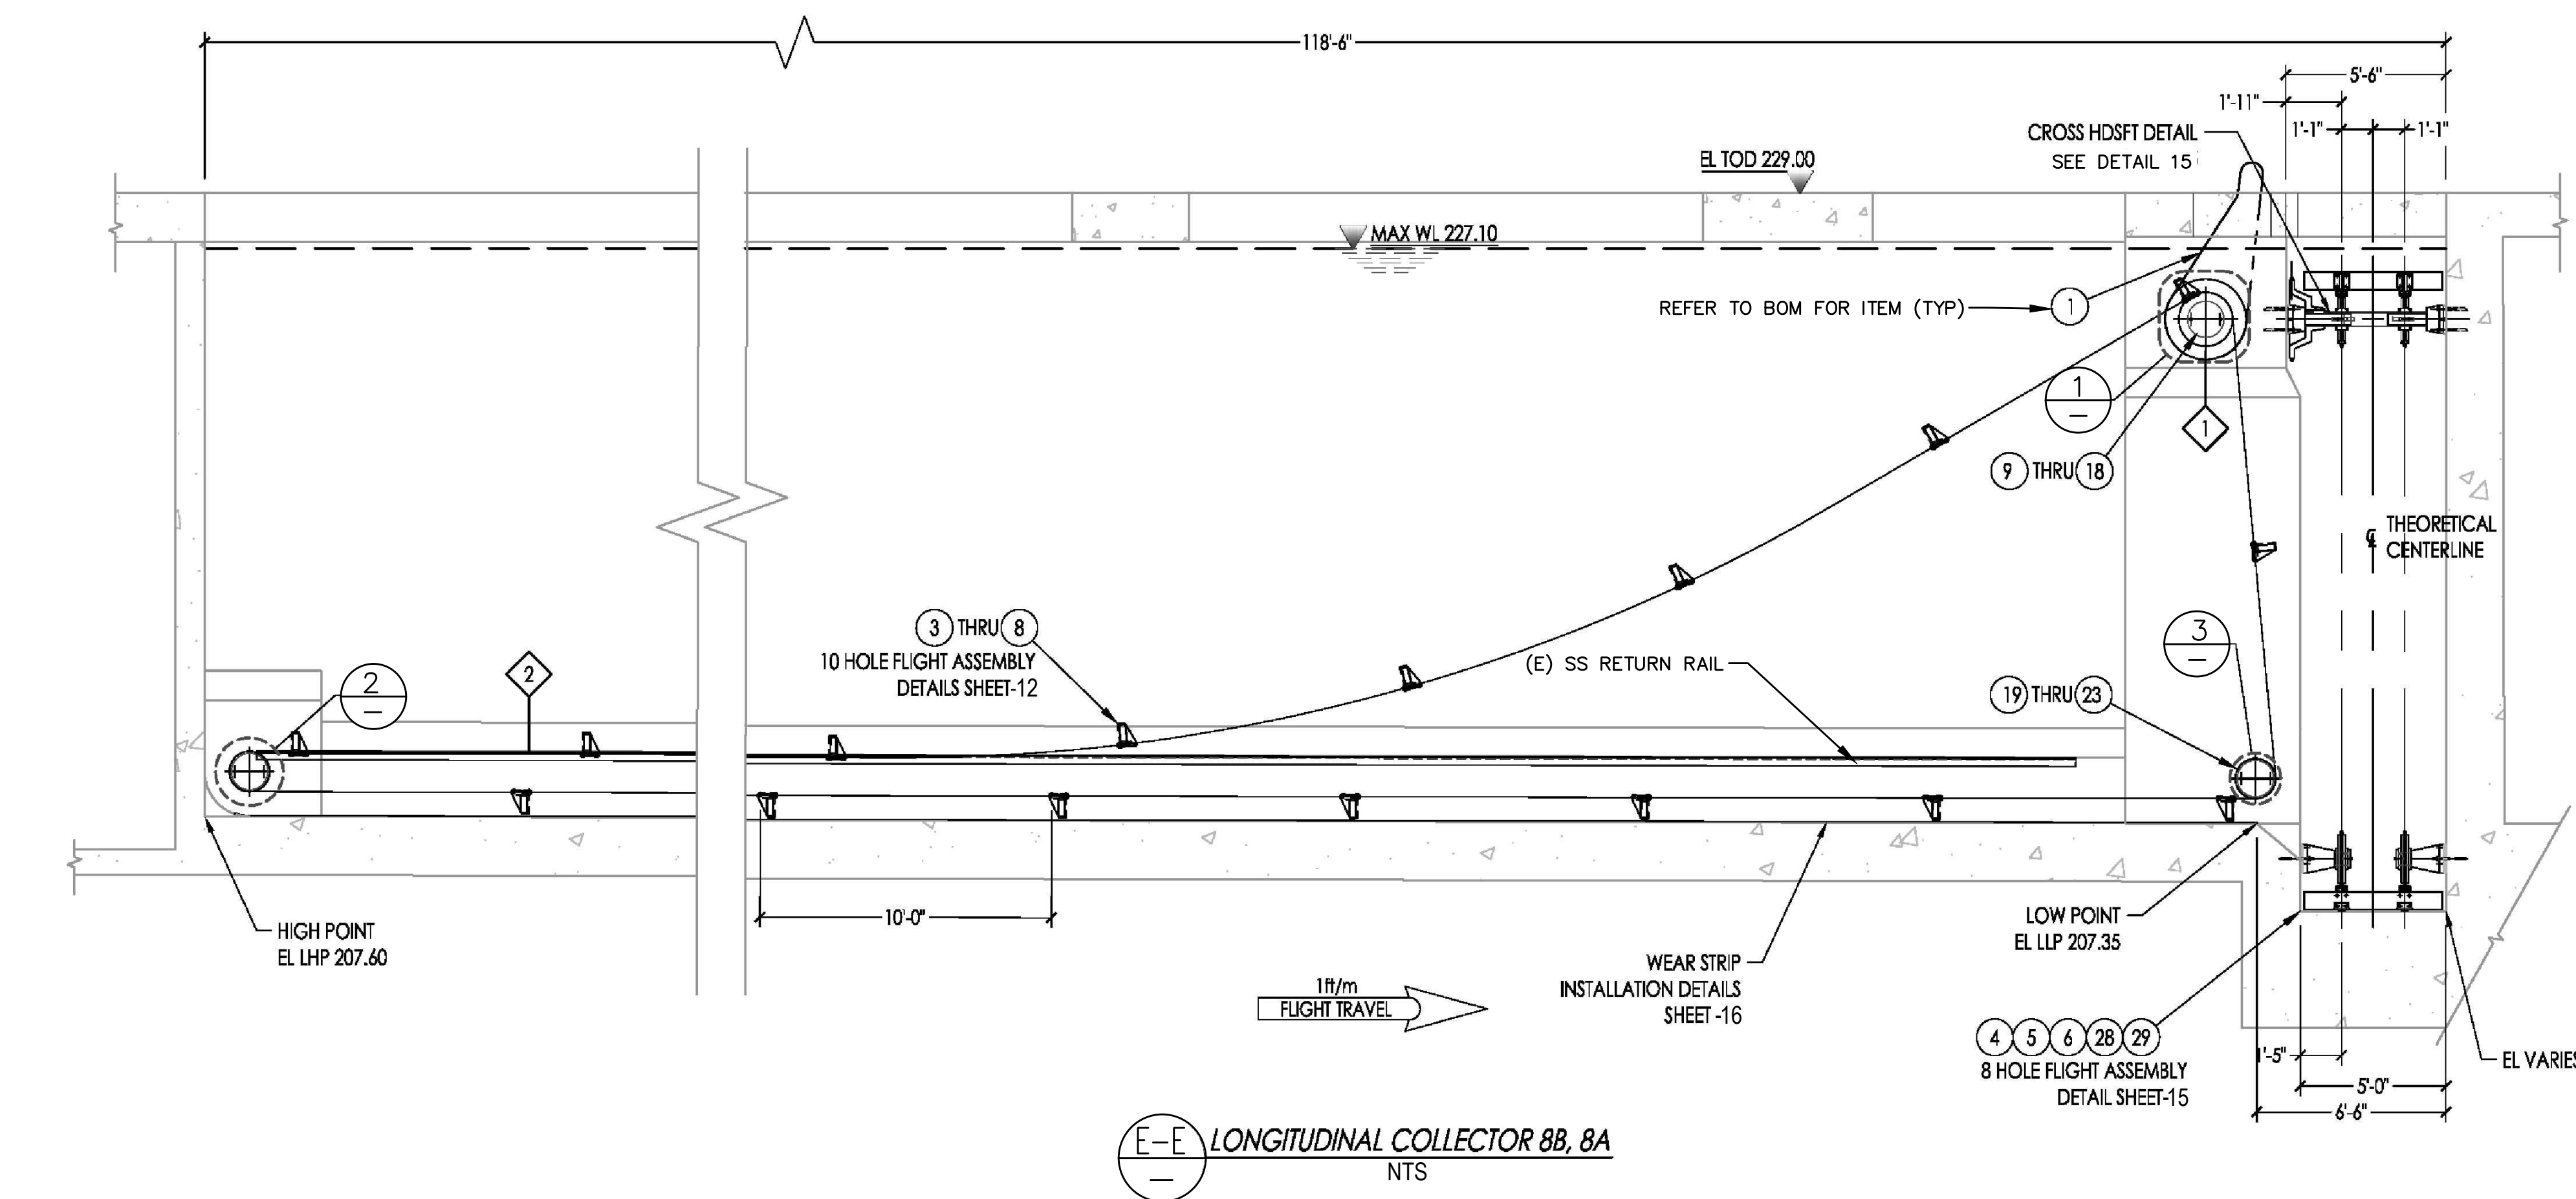 118'-6"
5'-6"
1'-11"
1'-1"
1'-1"
CROSS HDSFT DETAIL
SEE DETAIL 15
EL TOD 229.00
MAX WL 227.10
REFER TO BOM FOR ITEM (TYP)
1
1
–
1
9 THRU 18
THEORETICAL
CENTERLINE
3 THRU 8
10 HOLE FLIGHT ASSEMBLY
DETAILS SHEET-12
(E) SS RETURN RAIL
3
–
2
–
2
19 THRU 23
10'-0"
HIGH POINT
EL LHP 207.60
LOW POINT
EL LLP 207.35
WEAR STRIP
INSTALLATION DETAILS
SHEET -16
1ft/m
FLIGHT TRAVEL
4 5 6 28 29
8 HOLE FLIGHT ASSEMBLY
DETAIL SHEET-15
1'-5"
5'-0"
6'-6"
EL VARIES
E-E
–
LONGITUDINAL COLLECTOR 8B, 8A
NTS